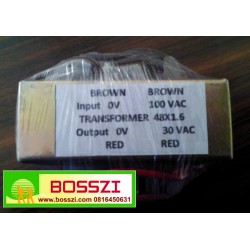 BROWN BROWN
Input 0V 100 VAC
TRANSFORMER 48X1.6
Output 0V 30 VAC
RED RED
BOSSZI
www.bosszi.com 0816450631